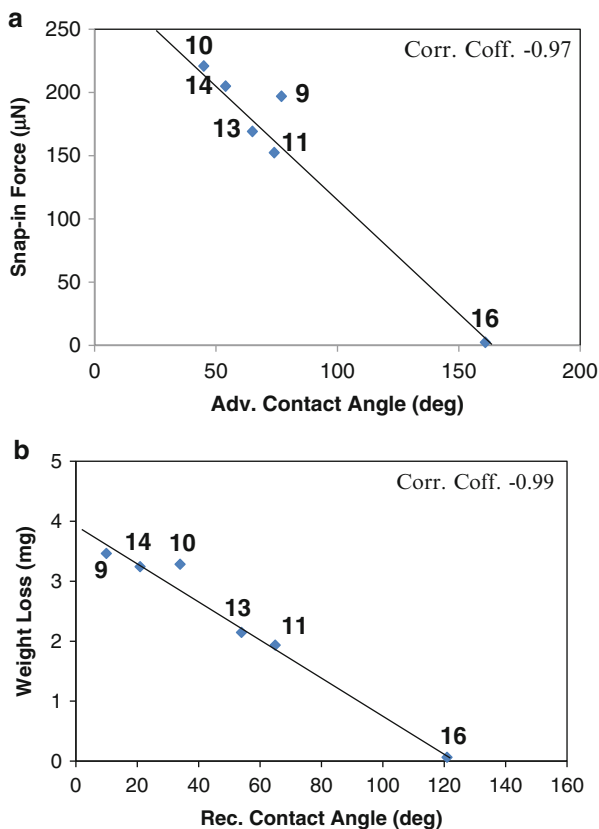 a
Corr. Coff. -0.97
250
200
150
100
50
0
Snap-in Force (μN)
10
14
9
13
11
16
0 50 100 150 200
Adv. Contact Angle (deg)
b
Corr. Coff. -0.99
5
4
3
2
1
0
Weight Loss (mg)
9
14
10
13
11
16
0 20 40 60 80 100 120 140 160
Rec. Contact Angle (deg)